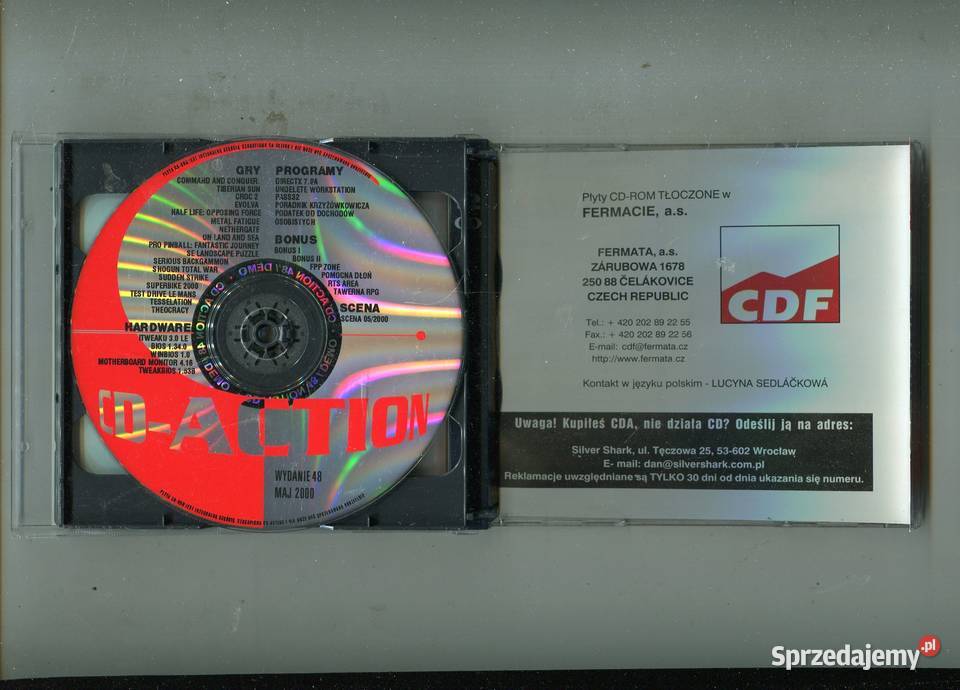 GRY
COMMAND AND CONQUER:
TIBERIAN SUN
CROC 2
EVOLVA
HALF LIFE: OPPOSING FORCE
METAL FATIGUE
NETHERGATE
ON LAND AND SEA
PRO PINBALL: FANTASTIC JOURNEY
SE LANDSCAPE PUZZLE
SERIOUS BACKGAMMON
SHOGUN TOTAL WAR
SUDDEN STRIKE
SUPERBIKE 2000
TEST DRIVE LE MANS
TESSELATION
THEOCRACY
HARDWARE
TWEAKI 3.0 LE
BIOS 1.34.0
WINBIOS 1.0
MOTHERBOARD MONITOR 4.16
TWEAKBIOS 1.53B
PROGRAMY
DIRECTX 7.0A
UNDELETE WORKSTATION
PASS32
PORADNIK KRZYŻÓWKOWICZA
PODATEK OD DOCHODÓW
OSOBISTYCH
BONUS
BONUS I
BONUS II
FPP ZONE
POMOCNA DŁOŃ
RTS AREA
TAWERNA RPG
SCENA
SCENA 05/2000
CD-ACTION
WYDANIE 48
MAJ 2000
CD ACTION 48 / DEMO
Płyty CD-ROM TŁOCZONE w
FERMACIE, a.s.
FERMATA, a.s.
ZÁRUBOWA 1678
250 88 ČELÁKOVICE
CZECH REPUBLIC
CDF
Tel.: + 420 202 89 22 55
Fax.: + 420 202 89 22 56
E-mail: cdf@fermata.cz
http://www.fermata.cz
Kontakt w języku polskim - LUCYNA SEDLÁČKOVÁ
Uwaga! Kupiłeś CDA, nie działa CD? Odeślij ją na adres:
Silver Shark, ul. Tęczowa 25, 53-602 Wrocław
E- mail: dan@silvershark.com.pl
Reklamacje uwzględniane są TYLKO 30 dni od dnia ukazania się numeru.
Sprzedajemy.pl